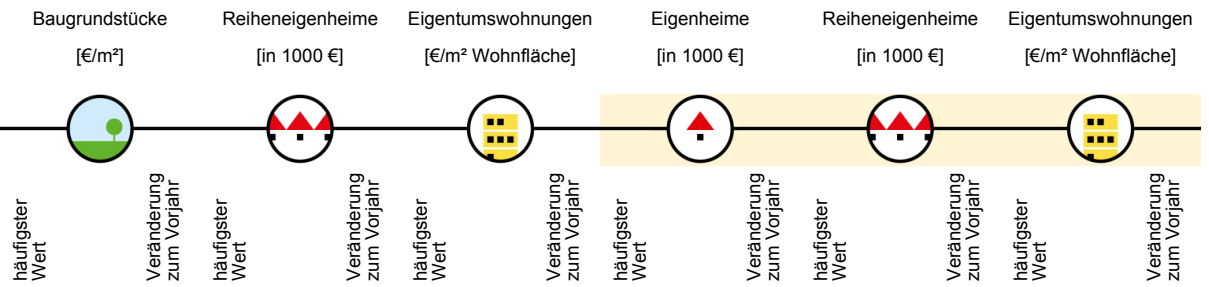 Baugrundstücke Reiheneigenheime Eigentumswohnungen Eigenheime Reiheneigenheime Eigentumswohnungen
[€/m²] [in 1000 €] [€/m² Wohnfläche] [in 1000 €] [in 1000 €] [€/m² Wohnfläche]
häufigster
Wert
Veränderung
zum Vorjahr
häufigster
Wert
Veränderung
zum Vorjahr
häufigster
Wert
Veränderung
zum Vorjahr
häufigster
Wert
Veränderung
zum Vorjahr
häufigster
Wert
Veränderung
zum Vorjahr
häufigster
Wert
Veränderung
zum Vorjahr